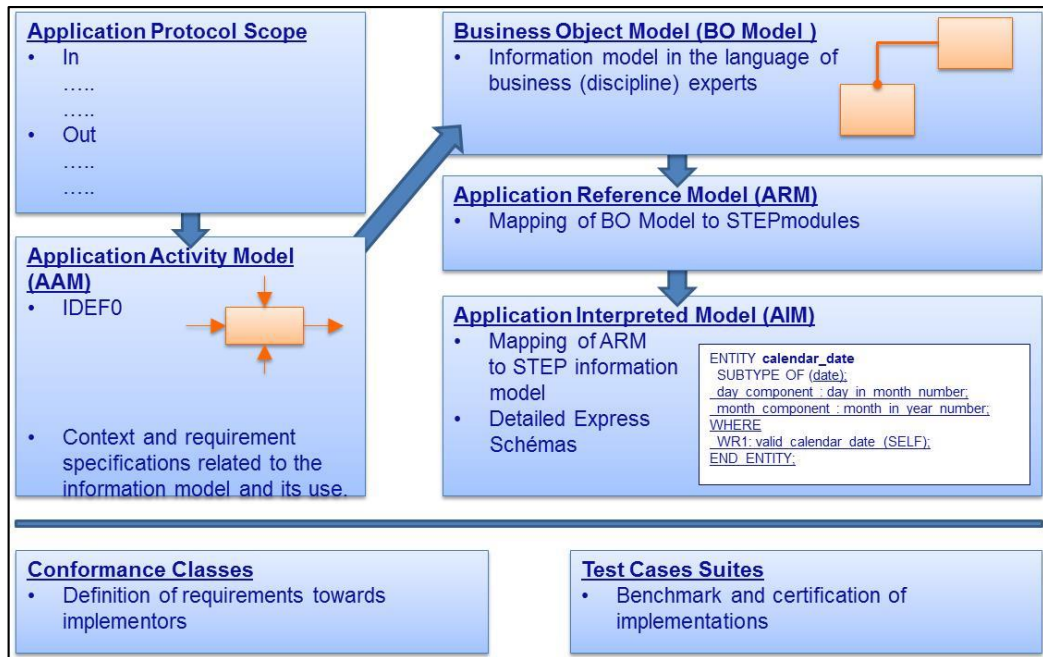 Application Protocol Scope
• In
…..
…..
• Out
…..
…..
Application Activity Model
(AAM)
• IDEF0
• Context and requirement
specifications related to the
information model and its use.
Business Object Model (BO Model )
• Information model in the language of
business (discipline) experts
Application Reference Model (ARM)
• Mapping of BO Model to STEPmodules
Application Interpreted Model (AIM)
• Mapping of ARM
to STEP information
model
• Detailed Express
Schémas
ENTITY calendar_date
SUBTYPE OF (date);
day_component : day_in_month_number;
month_component : month_in_year_number;
WHERE
WR1: valid_calendar_date (SELF);
END_ENTITY;
Conformance Classes
• Definition of requirements towards
implementors
Test Cases Suites
• Benchmark and certification of
implementations